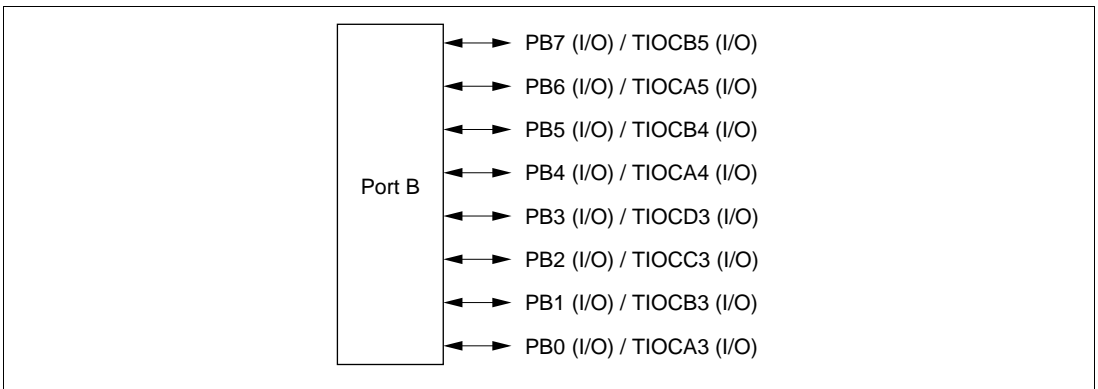 PB7 (I/O) / TIOCB5 (I/O)
PB6 (I/O) / TIOCA5 (I/O)
PB5 (I/O) / TIOCB4 (I/O)
PB4 (I/O) / TIOCA4 (I/O)
Port B
PB3 (I/O) / TIOCD3 (I/O)
PB2 (I/O) / TIOCC3 (I/O)
PB1 (I/O) / TIOCB3 (I/O)
PB0 (I/O) / TIOCA3 (I/O)